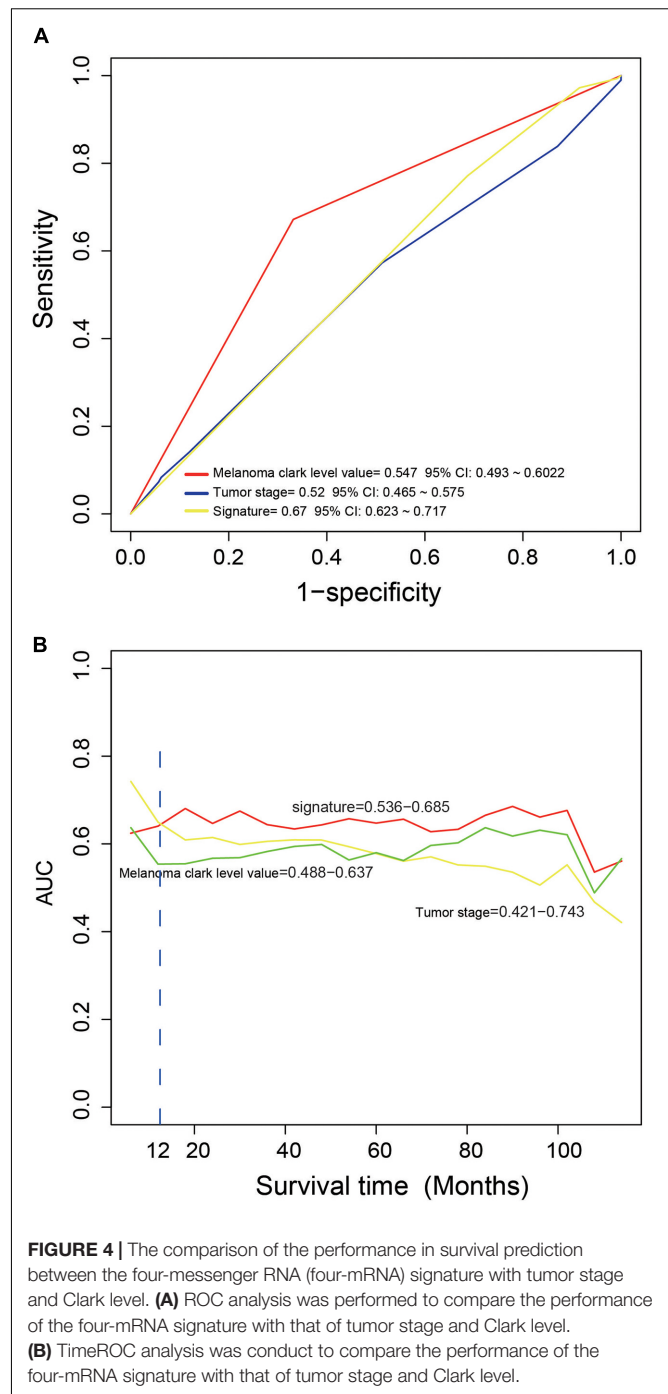 A
Sensitivity
1.0
0.8
0.6
0.4
0.2
0.0
Melanoma clark level value= 0.547 95% CI: 0.493 ~ 0.6022
Tumor stage= 0.52 95% CI: 0.465 ~ 0.575
Signature= 0.67 95% CI: 0.623 ~ 0.717
0.0 0.2 0.4 0.6 0.8 1.0
1−specificity
B
AUC
1.0
0.8
0.6
0.4
0.2
0.0
signature=0.536−0.685
Melanoma clark level value=0.488−0.637
Tumor stage=0.421−0.743
12 20 40 60 80 100
Survival time (Months)
FIGURE 4 | The comparison of the performance in survival prediction
between the four-messenger RNA (four-mRNA) signature with tumor stage
and Clark level. (A) ROC analysis was performed to compare the performance
of the four-mRNA signature with that of tumor stage and Clark level.
(B) TimeROC analysis was conduct to compare the performance of the
four-mRNA signature with that of tumor stage and Clark level.